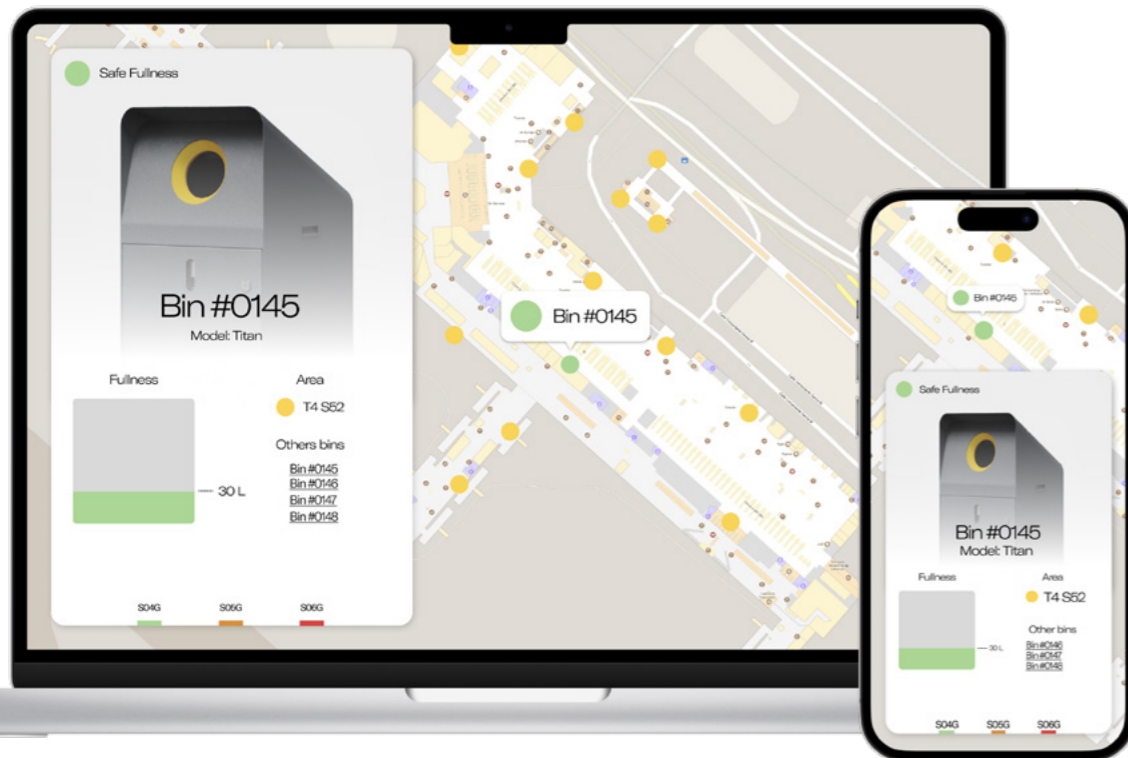 Safe Fullness
Bin #0145
Model: Titan
Fullness
Area
T4 S52
30 L
Others bins
Bin #0145
Bin #0146
Bin #0147
Bin #0148
S04G
S05G
S06G
Bin #0145
Bin #0145
Safe Fullness
Bin #0145
Model: Titan
Fullness
Area
T4 S52
30 L
Other bins
Bin #0146
Bin #0147
Bin #0148
S04G
S05G
S06G